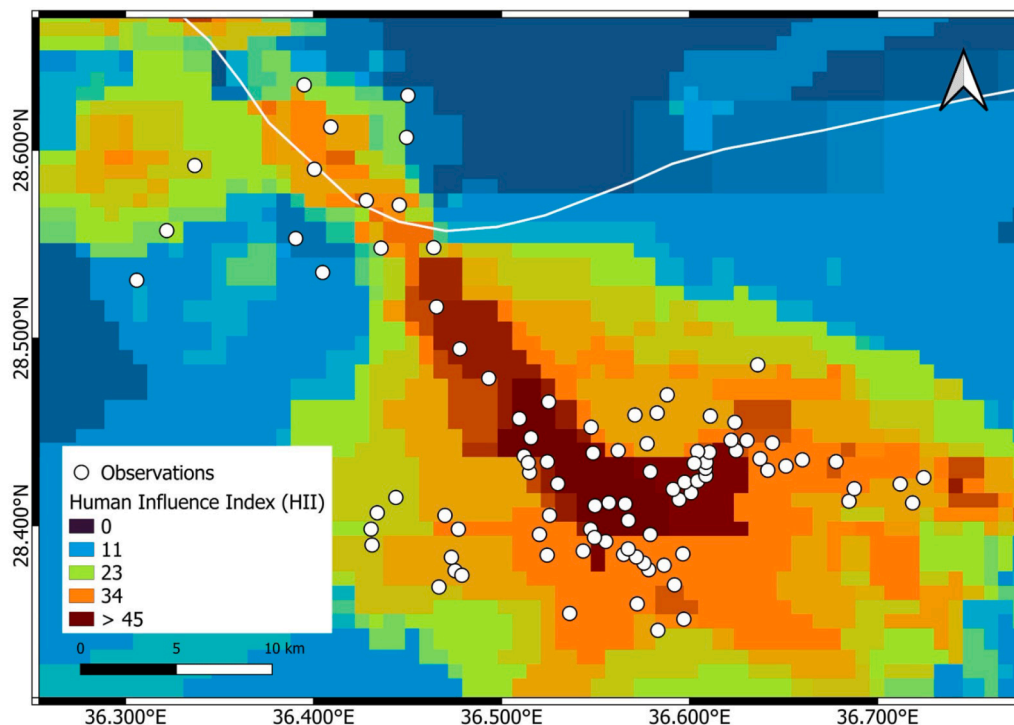 28.600°N
28.500°N
28.400°N
Observations
Human Influence Index (HII)
0
11
23
34
> 45
0 5 10 km
36.300°E 36.400°E 36.500°E 36.600°E 36.700°E